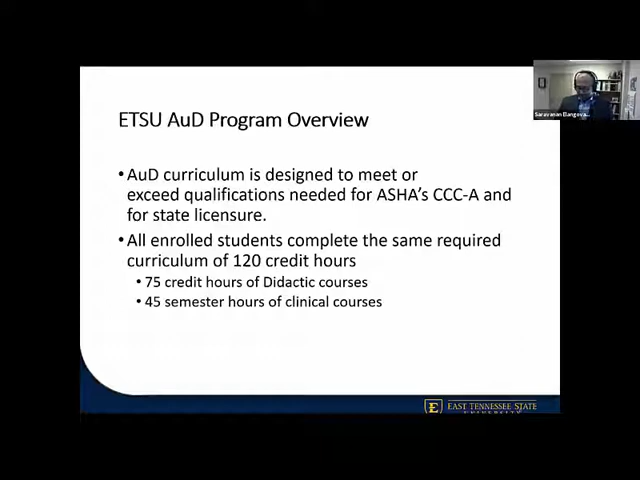 ETSU AuD Program Overview
Saravanan Elangova...
• AuD curriculum is designed to meet or
exceed qualifications needed for ASHA's CCC-A and
for state licensure.
• All enrolled students complete the same required
curriculum of 120 credit hours
• 75 credit hours of Didactic courses
• 45 semester hours of clinical courses
E EAST TENNESSEE STATE
UNIVERSITY